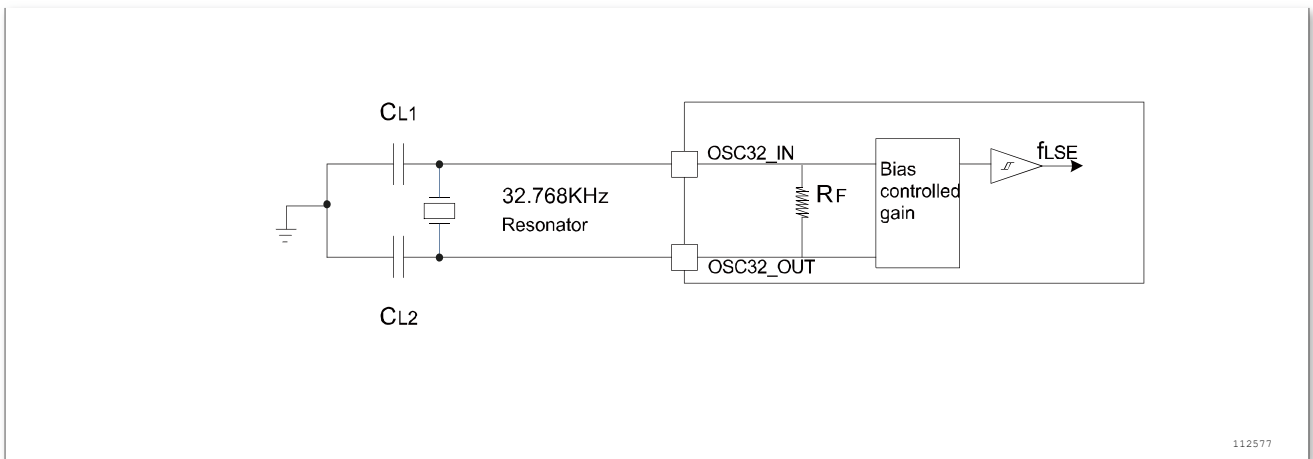 CL1
OSC32_IN
fLSE
Bias
controlled
gain
RF
32.768KHz
Resonator
OSC32_OUT
CL2
112577